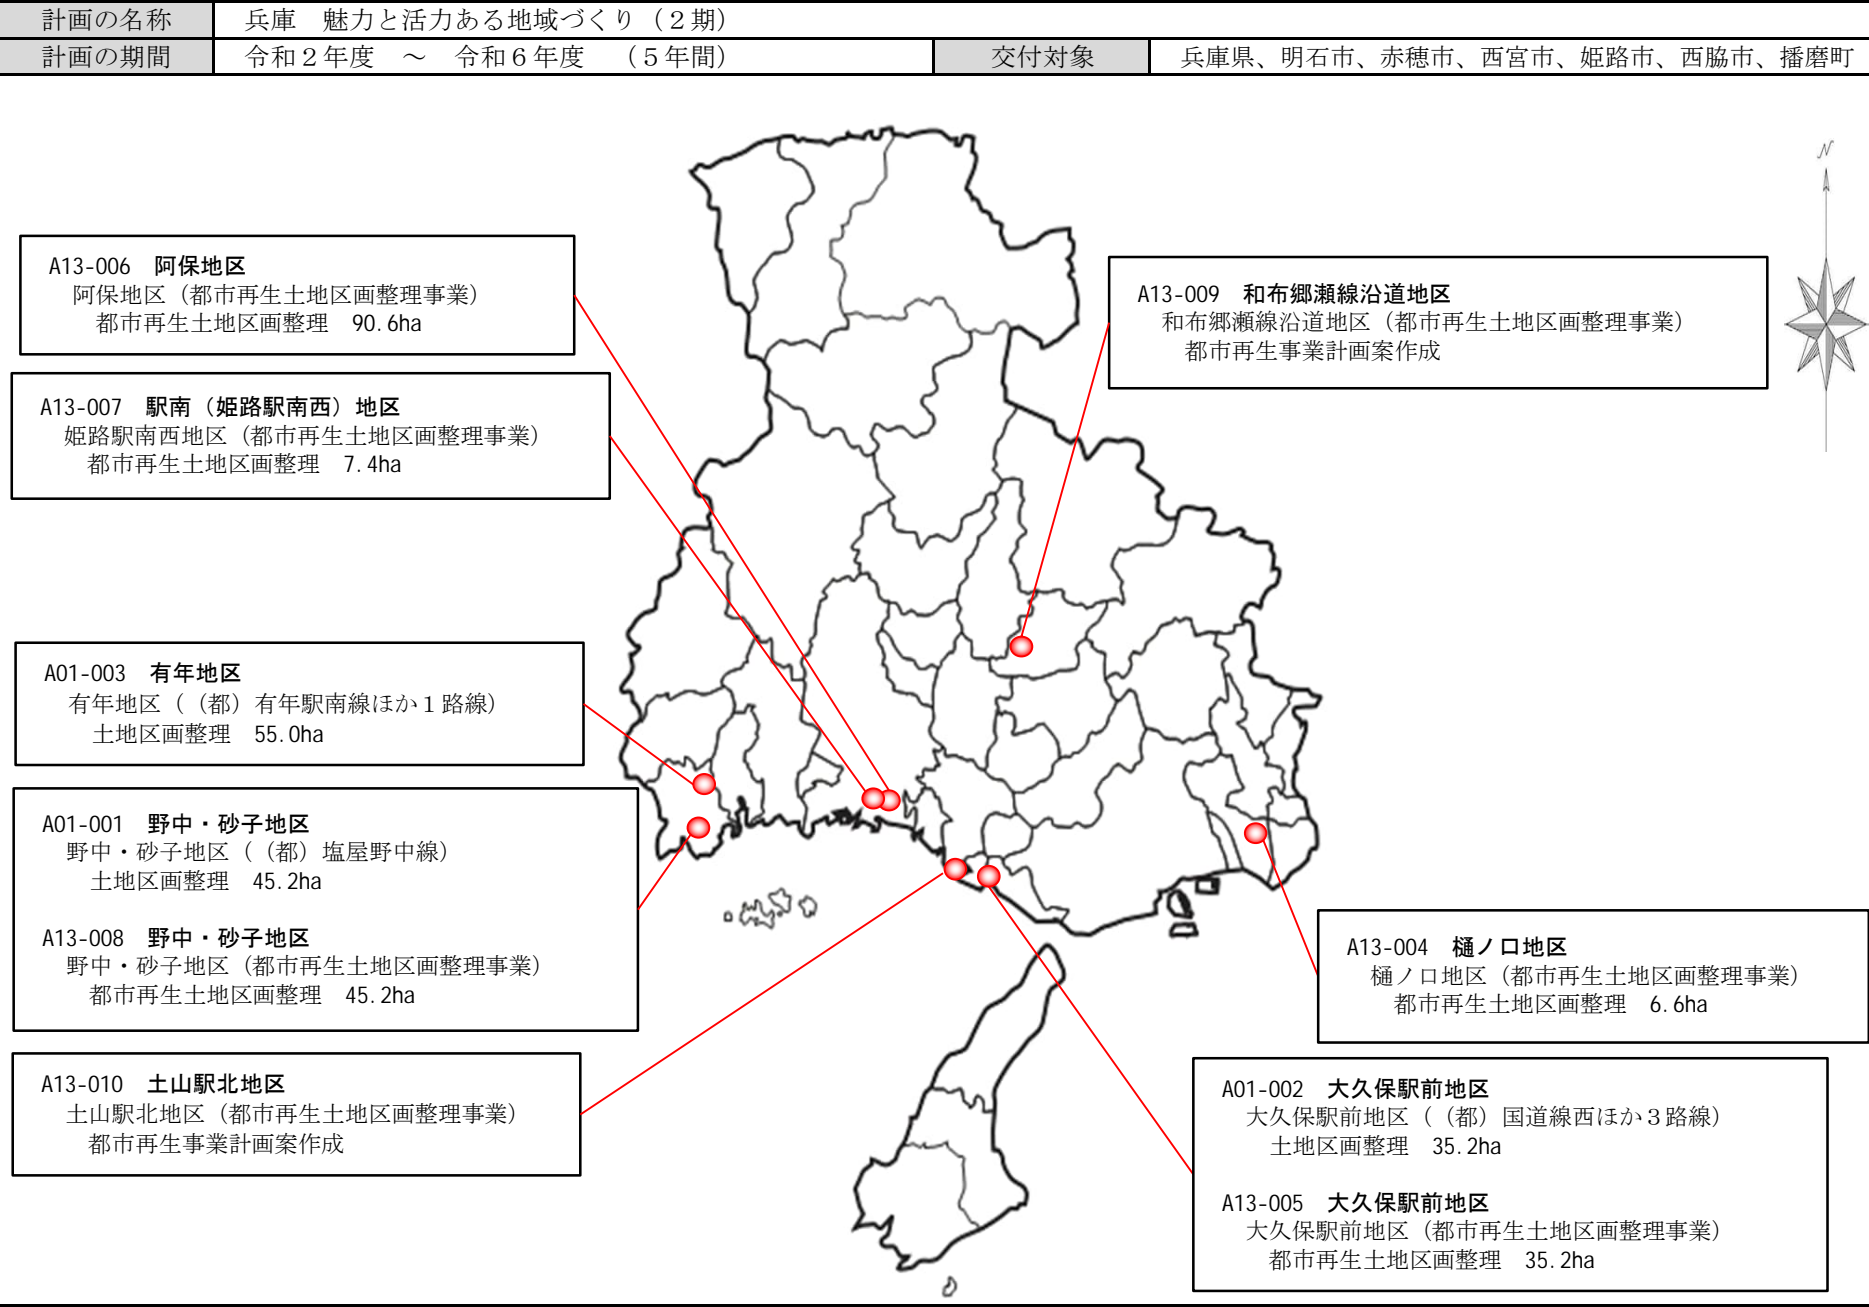 計画の名称　兵庫　魅力と活力ある地域づくり（２期）
計画の期間　令和２年度　～　令和６年度　（５年間）　交付対象　兵庫県、明石市、赤穂市、西宮市、姫路市、西脇市、播磨町
N
A13-006　阿保地区
阿保地区（都市再生土地区画整理事業）
都市再生土地区画整理　90.6ha
A13-007　駅南（姫路駅南西）地区
姫路駅南西地区（都市再生土地区画整理事業）
都市再生土地区画整理　7.4ha
A13-009　和布郷瀬線沿道地区
和布郷瀬線沿道地区（都市再生土地区画整理事業）
都市再生事業計画案作成
A01-003　有年地区
有年地区（（都）有年駅南線ほか１路線）
土地区画整理　55.0ha
A01-001　野中・砂子地区
野中・砂子地区（（都）塩屋野中線）
土地区画整理　45.2ha
A13-008　野中・砂子地区
野中・砂子地区（都市再生土地区画整理事業）
都市再生土地区画整理　45.2ha
A13-010　土山駅北地区
土山駅北地区（都市再生土地区画整理事業）
都市再生事業計画案作成
A13-004　樋ノ口地区
樋ノ口地区（都市再生土地区画整理事業）
都市再生土地区画整理　6.6ha
A01-002　大久保駅前地区
大久保駅前地区（（都）国道線西ほか３路線）
土地区画整理　35.2ha
A13-005　大久保駅前地区
大久保駅前地区（都市再生土地区画整理事業）
都市再生土地区画整理　35.2ha